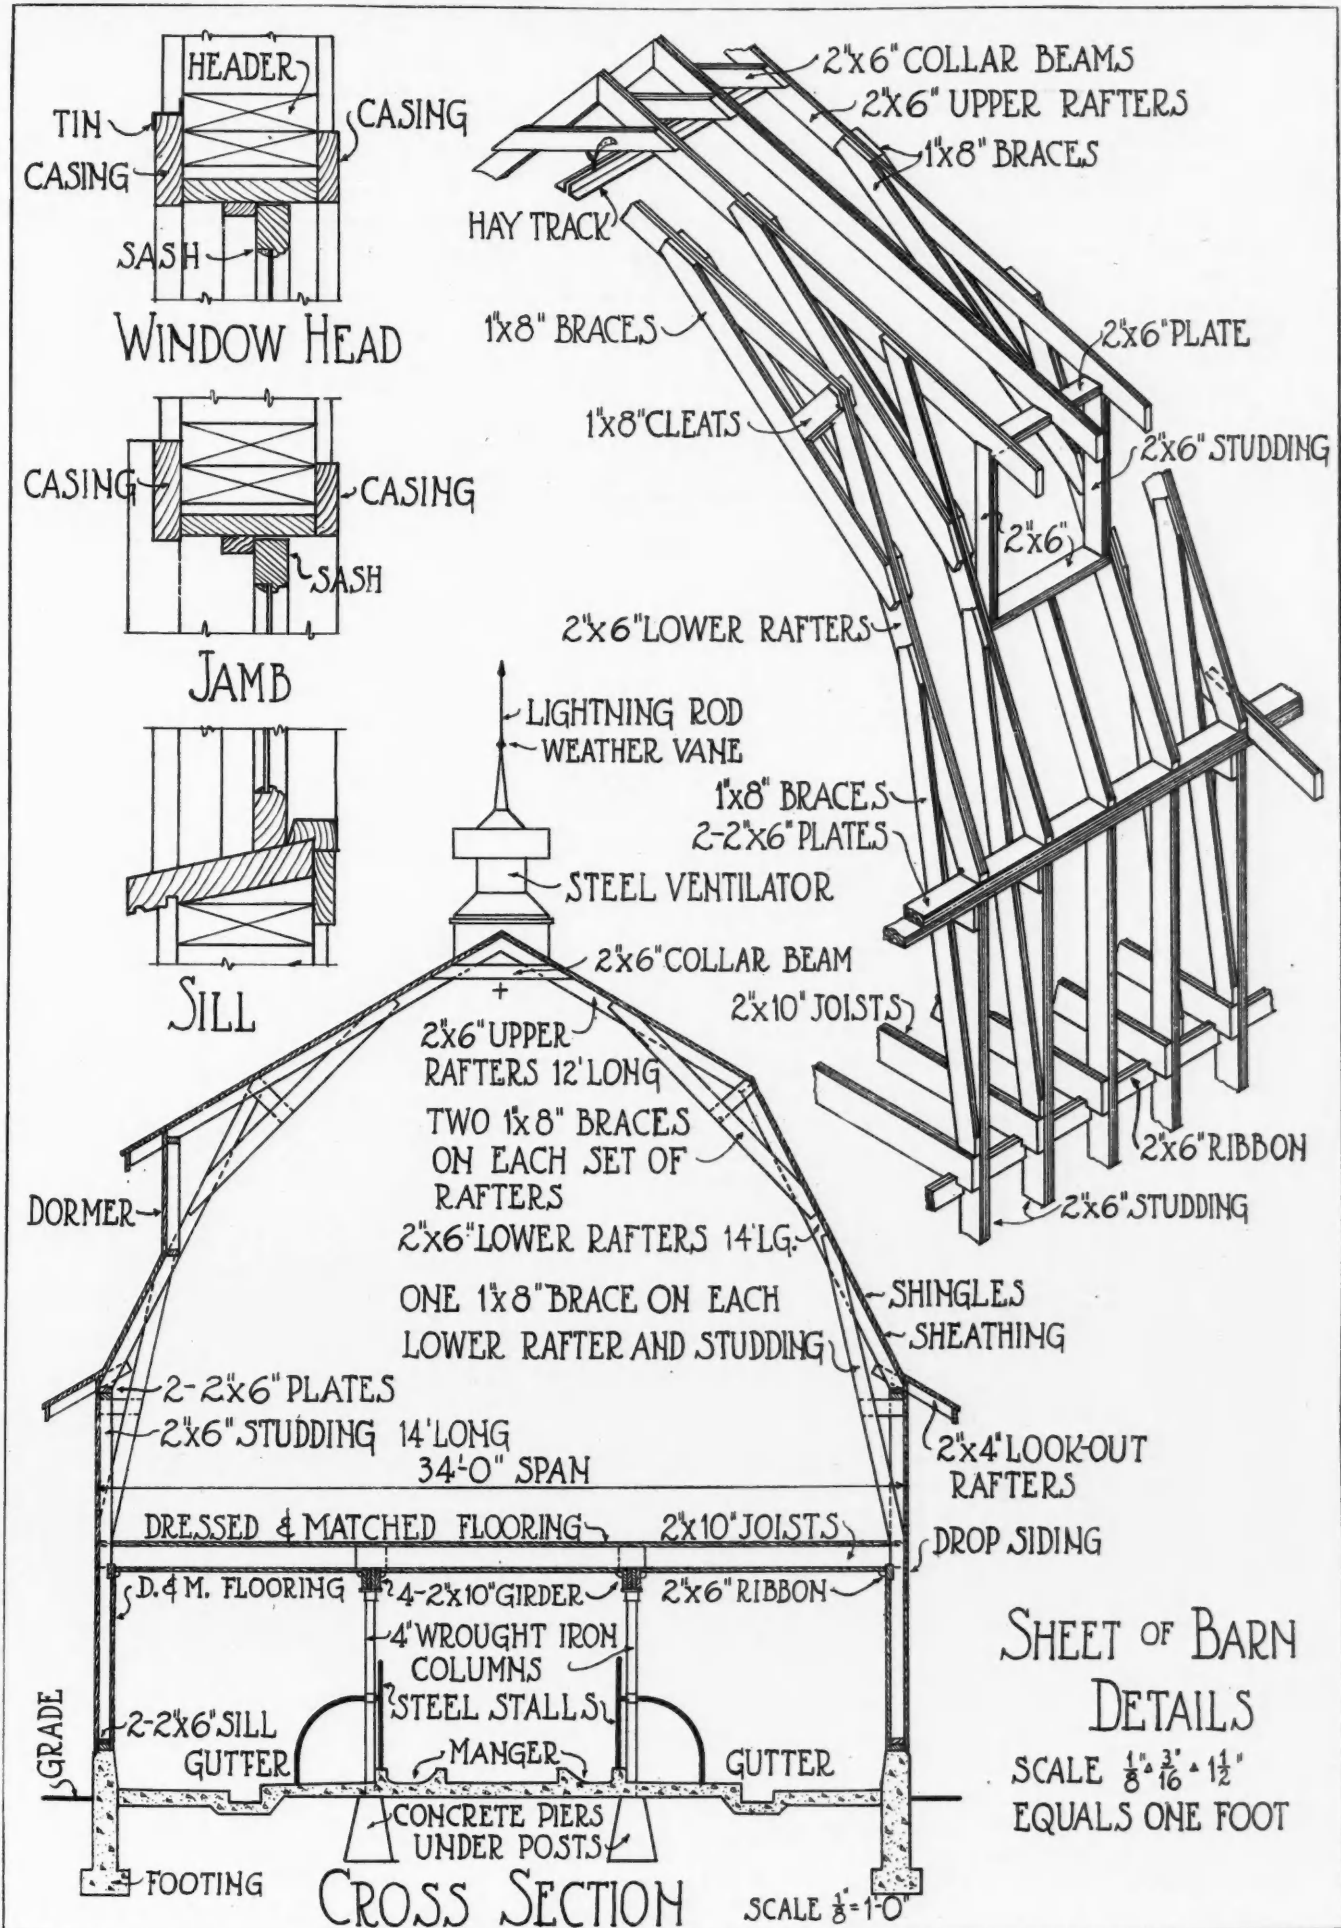 HEADER
TIN
CASING
CASING
SASH
WINDOW HEAD
CASING
CASING
SASH
JAMB
SILL
2"X6" COLLAR BEAMS
2"X6" UPPER RAFTERS
1"X8" BRACES
HAY TRACK
1"X8" BRACES
2"X6" PLATE
1"X8" CLEATS
2"X6" STUDDING
2"X6"
2"X6" LOWER RAFTERS
1"X8" BRACES
2-2"X6" PLATES
2"X10" JOISTS
2"X6" RIBBON
2"X6" STUDDING
LIGHTNING ROD
WEATHER VANE
STEEL VENTILATOR
2"X6" COLLAR BEAM
2"X6" UPPER
RAFTERS 12' LONG
TWO 1"X8" BRACES
ON EACH SET OF
RAFTERS
DORMER
2"X6" LOWER RAFTERS 14' LG.
ONE 1"X8" BRACE ON EACH
LOWER RAFTER AND STUDDING
SHINGLES
SHEATHING
2-2"X6" PLATES
2"X6" STUDDING 14' LONG
34'-0" SPAN
2"X4" LOOK-OUT
RAFTERS
DRESSED & MATCHED FLOORING
2"X10" JOISTS
DROP SIDING
D. & M. FLOORING
4-2"X10" GIRDER
2"X6" RIBBON
4" WROUGHT IRON
COLUMNS
STEEL STALLS
GRADE
2-2"X6" SILL
GUTTER
MANGER
GUTTER
CONCRETE PIERS
UNDER POSTS
FOOTING
CROSS SECTION
SCALE 1/8"=1'-0"
SHEET OF BARN
DETAILS
SCALE 1/8" · 3/16" · 1 1/2"
EQUALS ONE FOOT